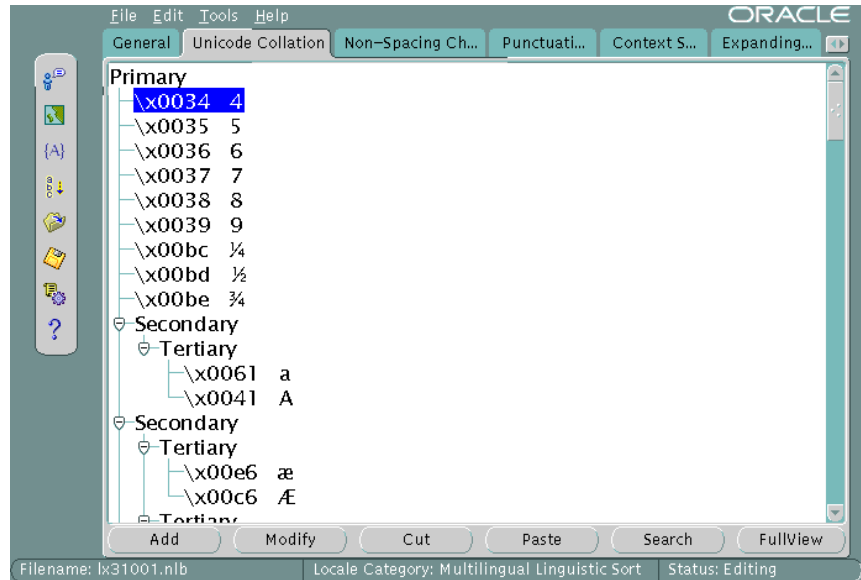 File Edit Tools Help ORACLE
General Unicode Collation Non-Spacing Ch... Punctuati... Context S... Expanding...
Primary
\x0034 4
\x0035 5
\x0036 6
\x0037 7
\x0038 8
\x0039 9
\x00bc ¼
\x00bd ½
\x00be ¾
Secondary
Tertiary
\x0061 a
\x0041 A
Secondary
Tertiary
\x00e6 æ
\x00c6 Æ
Tertiary
Add Modify Cut Paste Search FullView
Filename: lx31001.nlb Locale Category: Multilingual Linguistic Sort Status: Editing